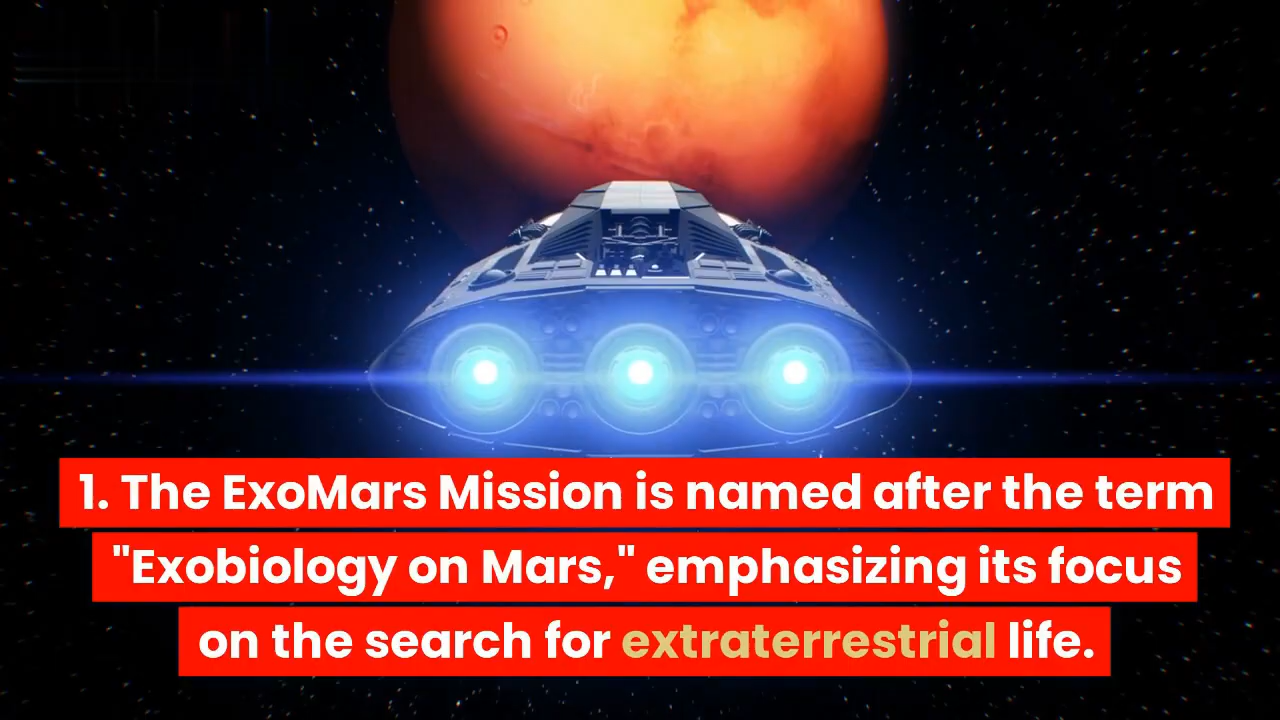 1. The ExoMars Mission is named after the term
"Exobiology on Mars," emphasizing its focus
on the search for extraterrestrial life.